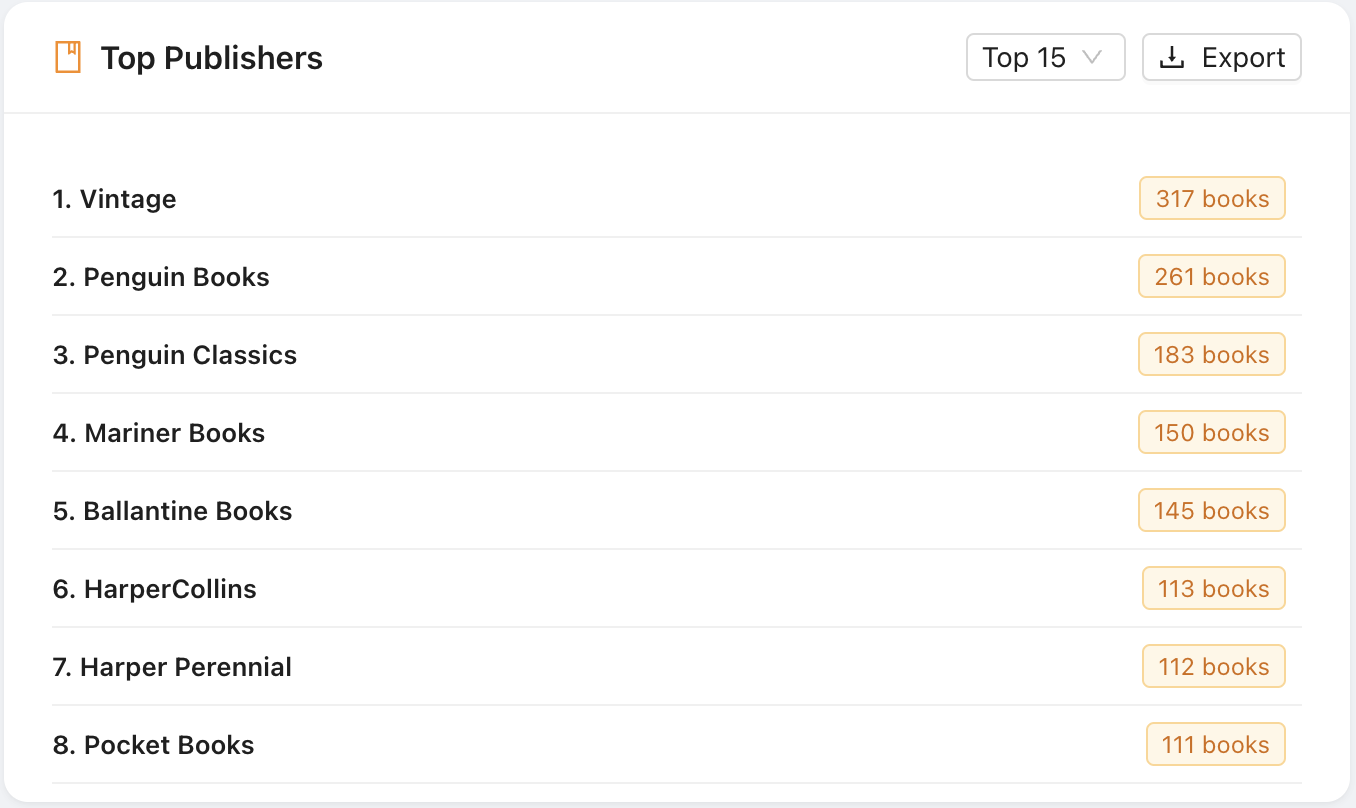 Top Publishers
Top 15
Export
1. Vintage
317 books
2. Penguin Books
261 books
3. Penguin Classics
183 books
4. Mariner Books
150 books
5. Ballantine Books
145 books
6. HarperCollins
113 books
7. Harper Perennial
112 books
8. Pocket Books
111 books